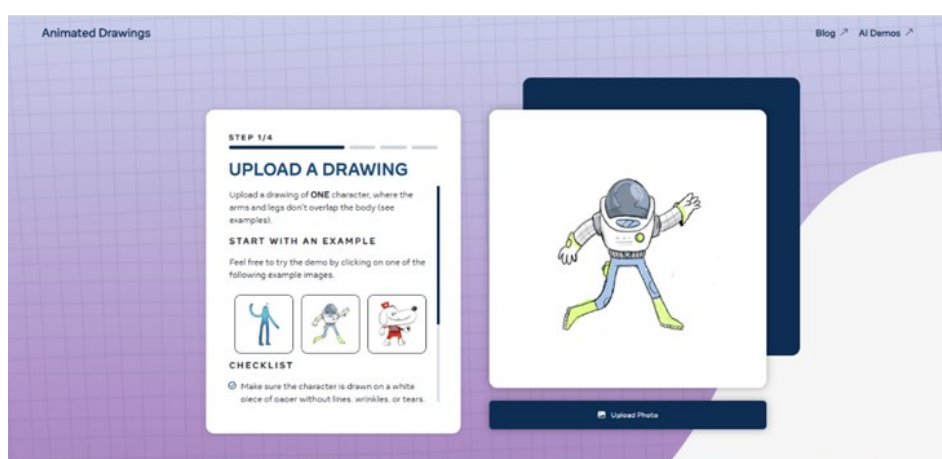 Animated Drawings
Blog ↗ AI Demos ↗
STEP 1/4
UPLOAD A DRAWING
Upload a drawing of ONE character, where the
arms and legs don't overlap the body (see
examples).
START WITH AN EXAMPLE
Feel free to try the demo by clicking on one of the
following example images.
CHECKLIST
Make sure the character is drawn on a white
piece of paper without lines, wrinkles, or tears.
Upload Photo